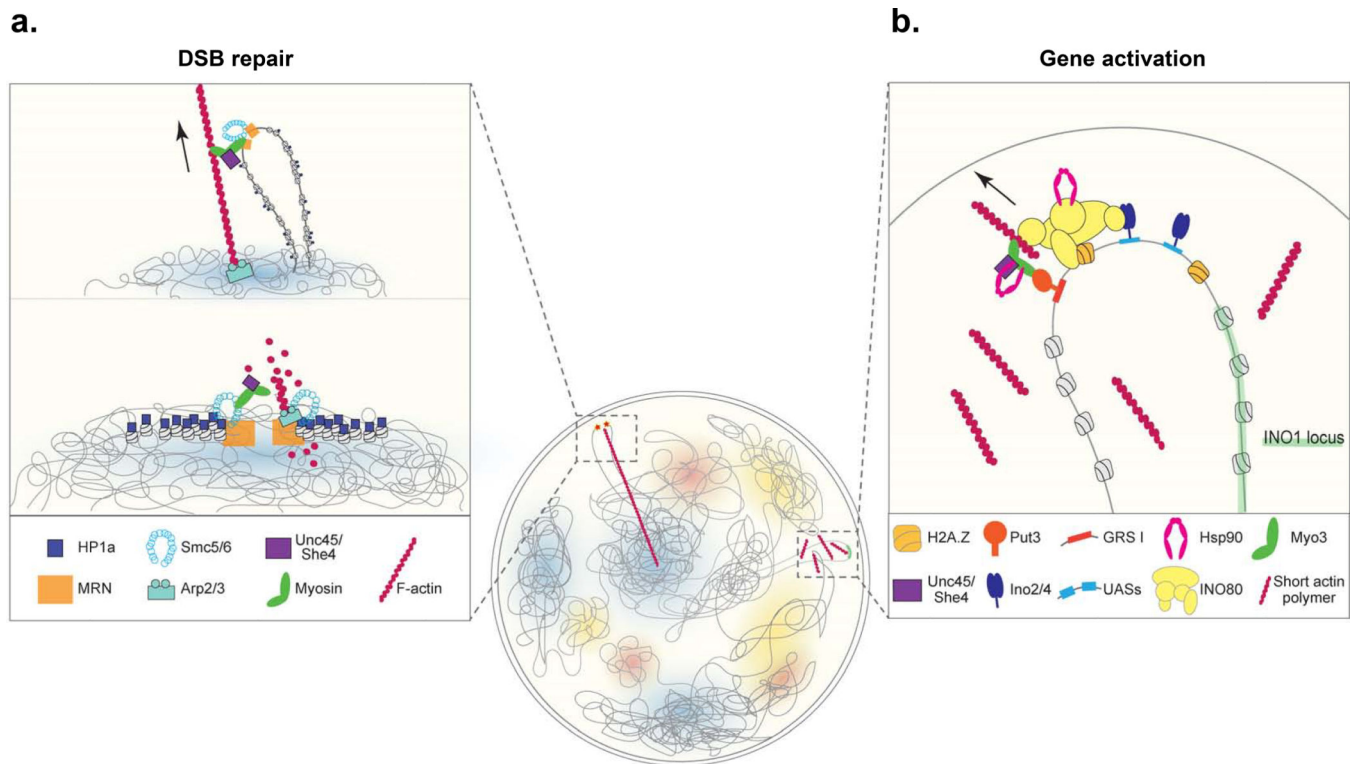 a.
DSB repair
HP1a
Smc5/6
Unc45/
She4
F-actin
MRN
Arp2/3
Myosin
b.
Gene activation
INO1 locus
H2A.Z
Put3
GRS I
Hsp90
Myo3
Unc45/
She4
Ino2/4
UASs
INO80
Short actin
polymer